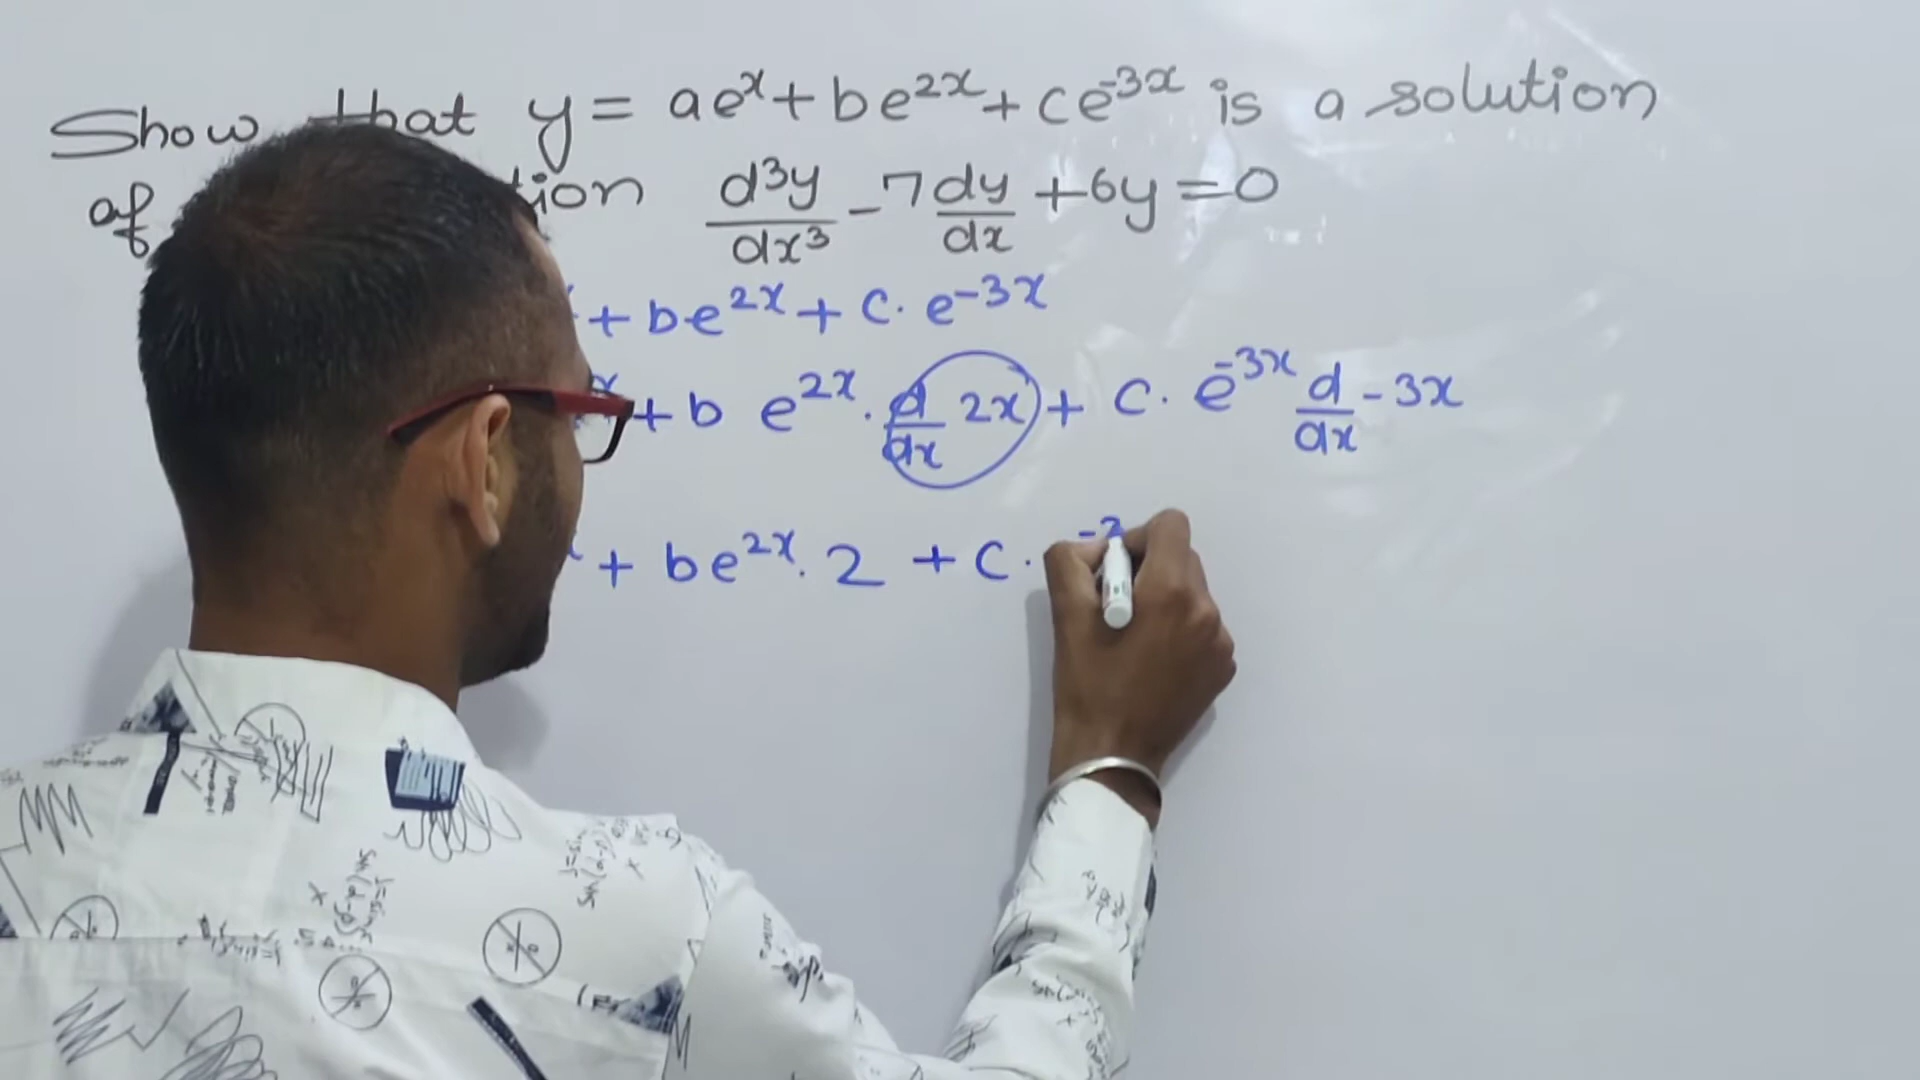 Show that y = ae^x + be^2x + ce^-3x is a solution
of d³y/dx³ - 7 dy/dx + 6y = 0
+ be^2x + c. e^-3x
+ b e^2x . d/dx 2x + c. e^-3x d/dx - 3x
+ be^2x . 2 + c.